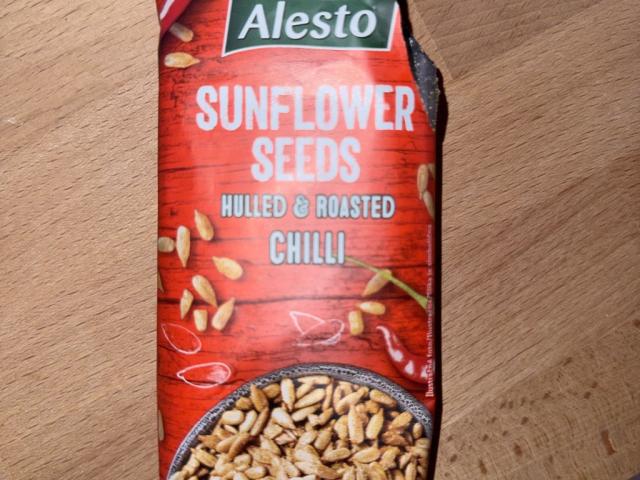 Alesto
SUNFLOWER
SEEDS
HULLED & ROASTED
CHILLI